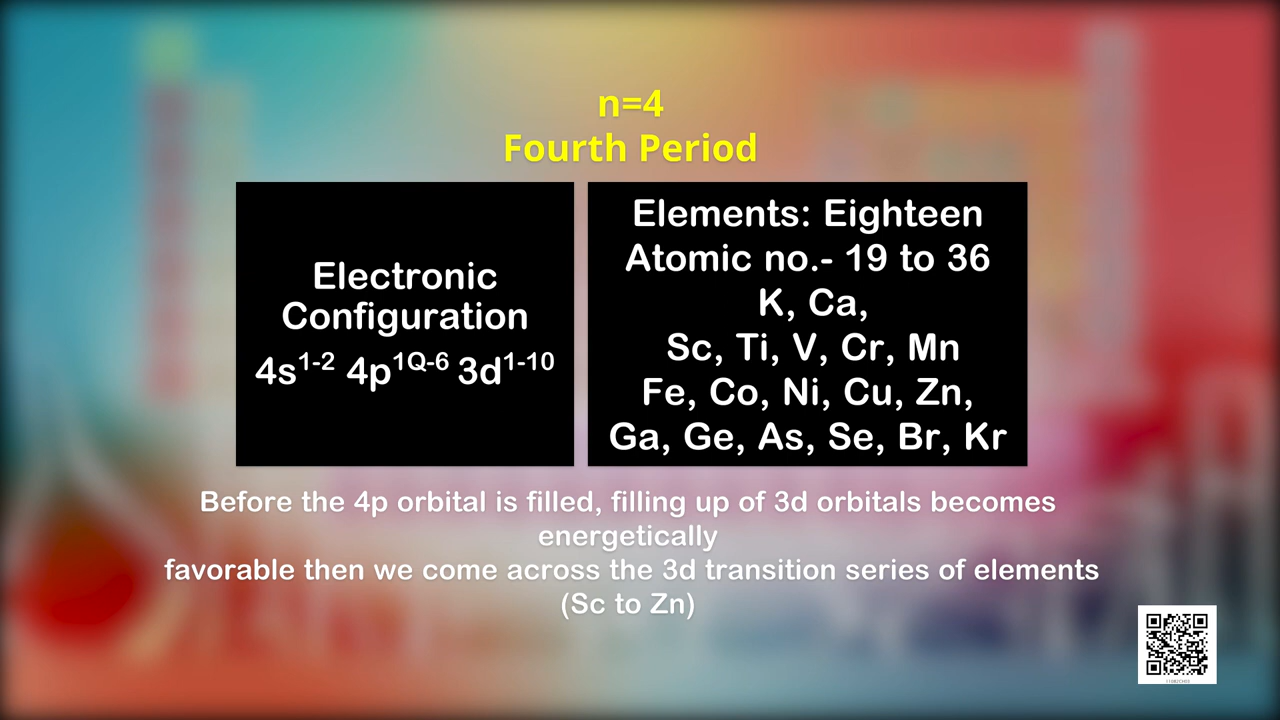 n=4
Fourth Period
Electronic
Configuration
4s1-2 4p1Q-6 3d1-10
Elements: Eighteen
Atomic no.- 19 to 36
K, Ca,
Sc, Ti, V, Cr, Mn
Fe, Co, Ni, Cu, Zn,
Ga, Ge, As, Se, Br, Kr
Before the 4p orbital is filled, filling up of 3d orbitals becomes
energetically
favorable then we come across the 3d transition series of elements
(Sc to Zn)